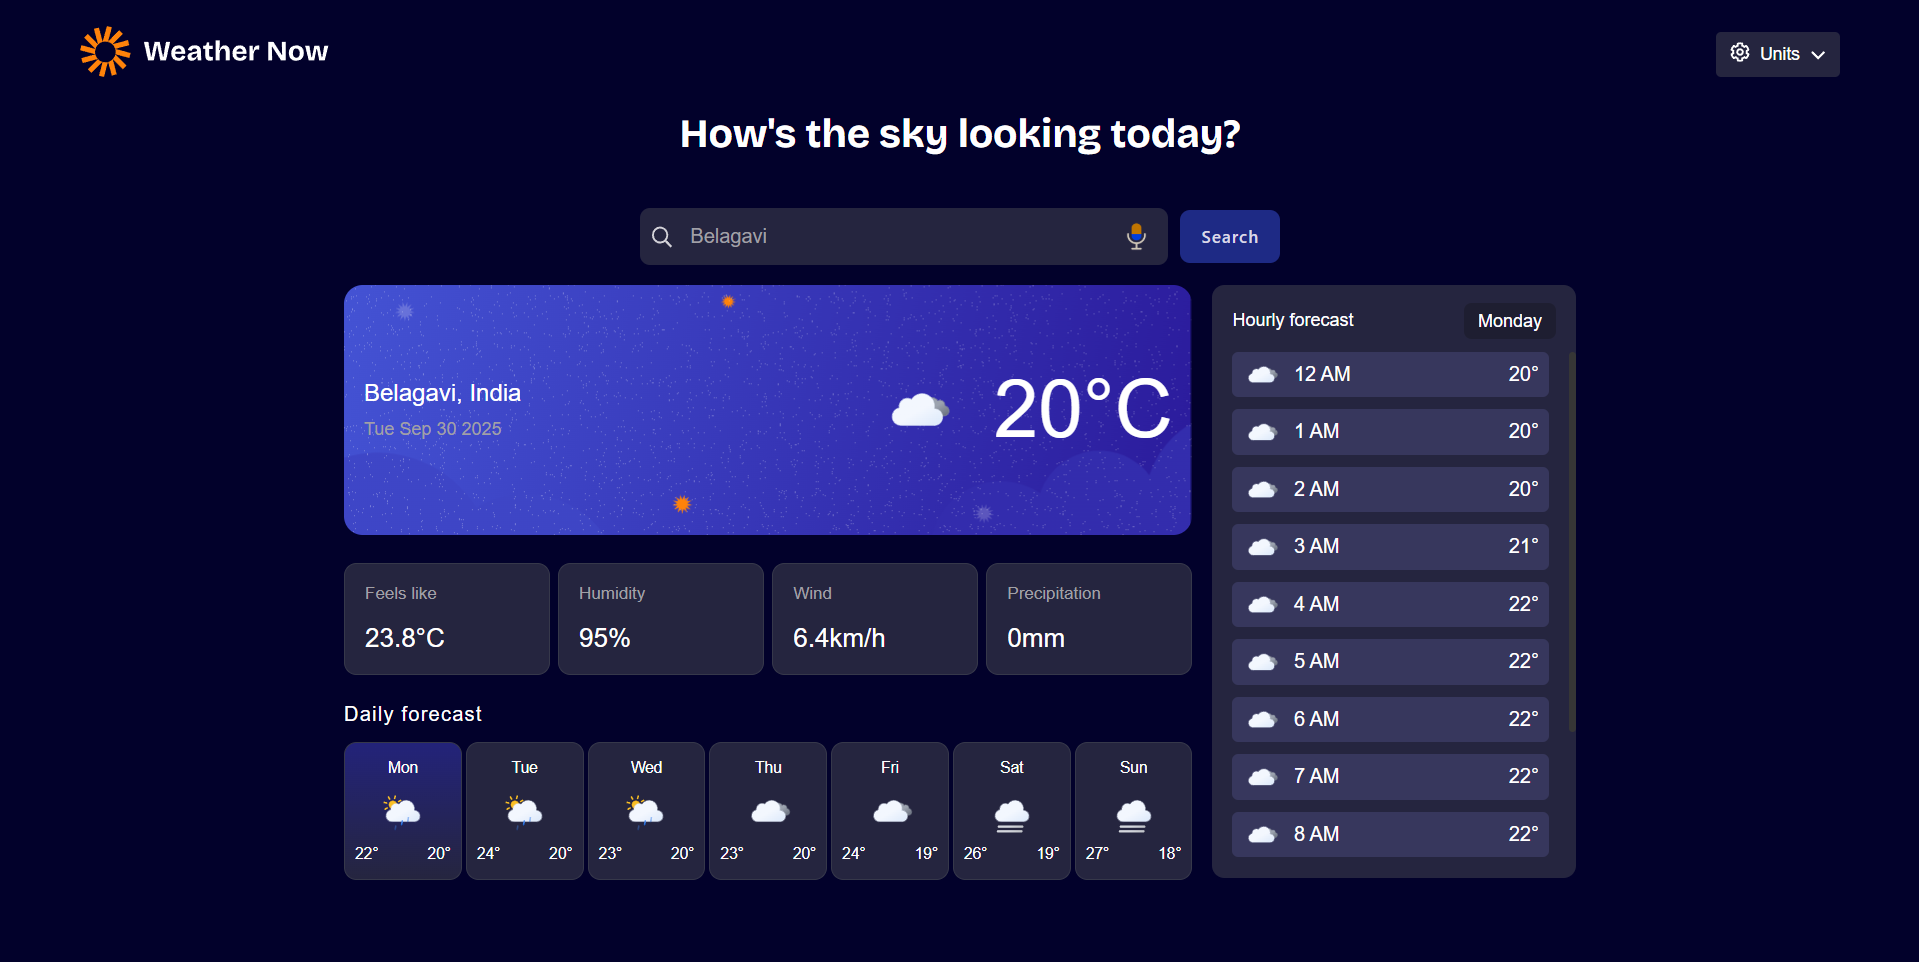 Weather Now
Units
How's the sky looking today?
Belagavi
Search
Belagavi, India
Tue Sep 30 2025
20°C
Feels like
23.8°C
Humidity
95%
Wind
6.4km/h
Precipitation
0mm
Daily forecast
Mon
22° 20°
Tue
24° 20°
Wed
23° 20°
Thu
23° 20°
Fri
24° 19°
Sat
26° 19°
Sun
27° 18°
Hourly forecast
Monday
12 AM 20°
1 AM 20°
2 AM 20°
3 AM 21°
4 AM 22°
5 AM 22°
6 AM 22°
7 AM 22°
8 AM 22°